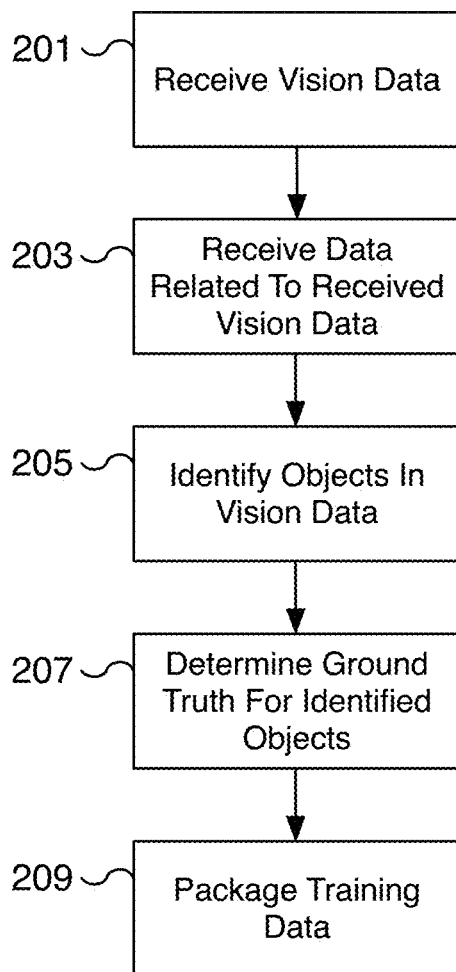 201
Receive Vision Data
203
Receive Data
Related To Received
Vision Data
205
Identify Objects In
Vision Data
207
Determine Ground
Truth For Identified
Objects
209
Package Training
Data